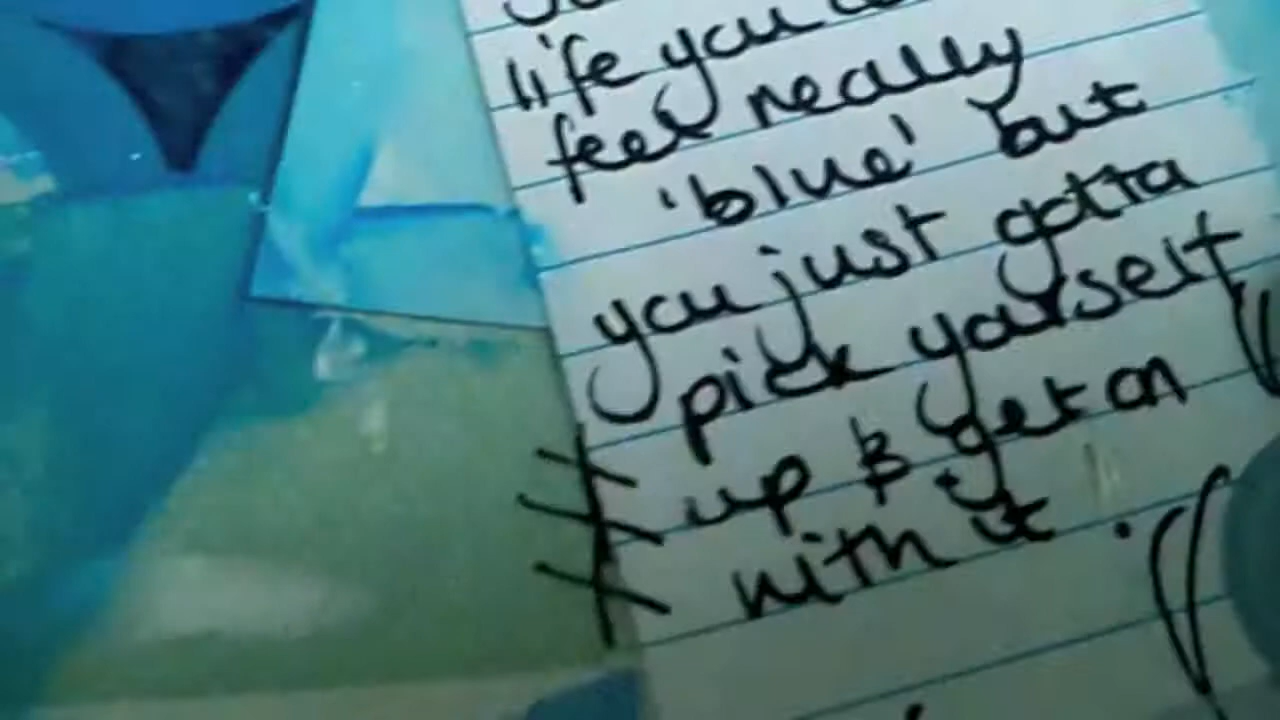 life you
feel really
'blue' but
you just gotta
pick yourself
up & get on
with it.